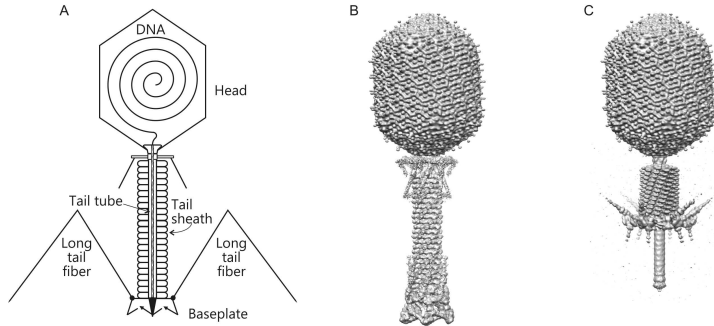 A
B
C
DNA
Head
Tail tube
Tail
sheath
Long
tail
fiber
Long
tail
fiber
Baseplate